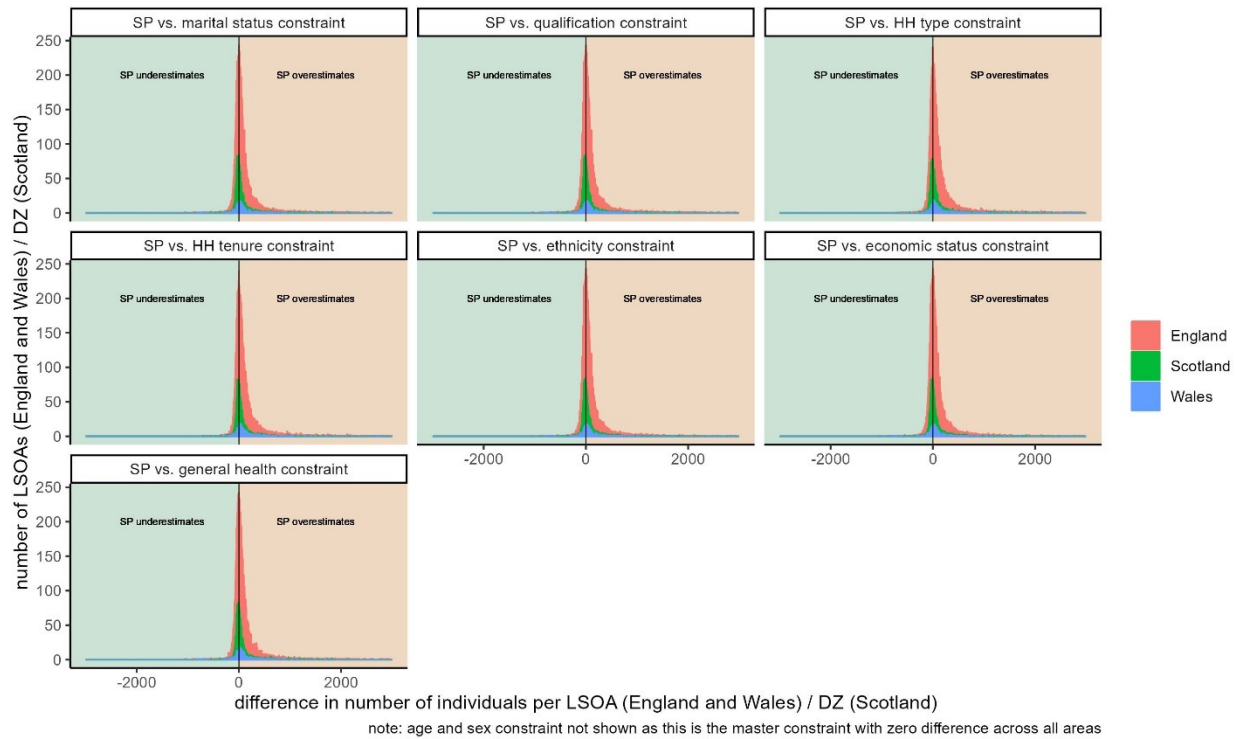 SP vs. marital status constraint
SP vs. qualification constraint
SP vs. HH type constraint
250
200
150
100
50
0
SP underestimates
SP overestimates
SP underestimates
SP overestimates
SP underestimates
SP overestimates
SP vs. HH tenure constraint
SP vs. ethnicity constraint
SP vs. economic status constraint
250
200
150
100
50
0
SP underestimates
SP overestimates
SP underestimates
SP overestimates
SP underestimates
SP overestimates
-2000
0
2000
-2000
0
2000
SP vs. general health constraint
250
200
150
100
50
0
SP underestimates
SP overestimates
-2000
0
2000
number of LSOAs (England and Wales) / DZ (Scotland)
difference in number of individuals per LSOA (England and Wales) / DZ (Scotland)
England
Scotland
Wales
note: age and sex constraint not shown as this is the master constraint with zero difference across all areas